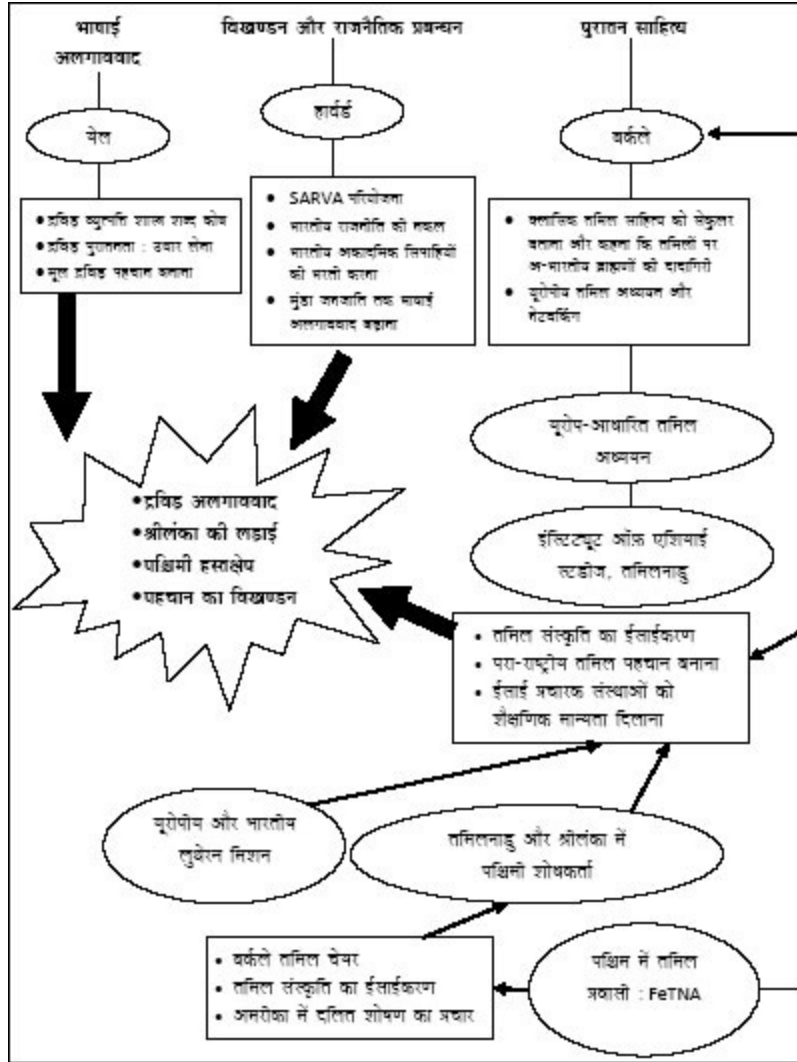 भाषाई
अलगाववाद
विखण्डन और राजनैतिक प्रबन्धन
पुरातन साहित्य
येल
हार्वर्ड
बर्कले
द्रविड़ व्युत्पत्ति शास्त्र शब्द कोष
द्रविड़ पुरातनता : उधार लेना
मूल द्रविड़ पहचान बनाना
SARVA परियोजना
भारतीय राजनीति की नकल
भारतीय अकादमिक सिपाहियों
की भरती करना
मुंडा जनजाति तक भाषाई
अलगाववाद बढ़ाना
क्लासिक तमिल साहित्य को सेकुलर
बताना और कहना कि तमिलों पर
अ-भारतीय ब्राह्मणों की दादागिरी
यूरोपीय तमिल अध्ययन और
नेटवर्किंग
यूरोप-आधारित तमिल
अध्ययन
इंस्टिट्यूट ऑफ़ एशियाई
स्टडीज, तमिलनाडु
द्रविड़ अलगाववाद
श्रीलंका की लडाई
पश्चिमी हस्तक्षेप
पहचान का विखण्डन
तमिल संस्कृति का ईसाईकरण
परा-राष्ट्रीय तमिल पहचान बनाना
ईसाई प्रचारक संस्थाओं को
शैक्षणिक मान्यता दिलाना
यूरोपीय और भारतीय
लुथेरन मिशन
तमिलनाडु और श्रीलंका में
पश्चिमी शोधकर्ता
बर्कले तमिल चेयर
तमिल संस्कृति का ईसाईकरण
अमरीका में दलित शोषण का प्रचार
पश्चिम में तमिल
प्रवासी : FeTNA